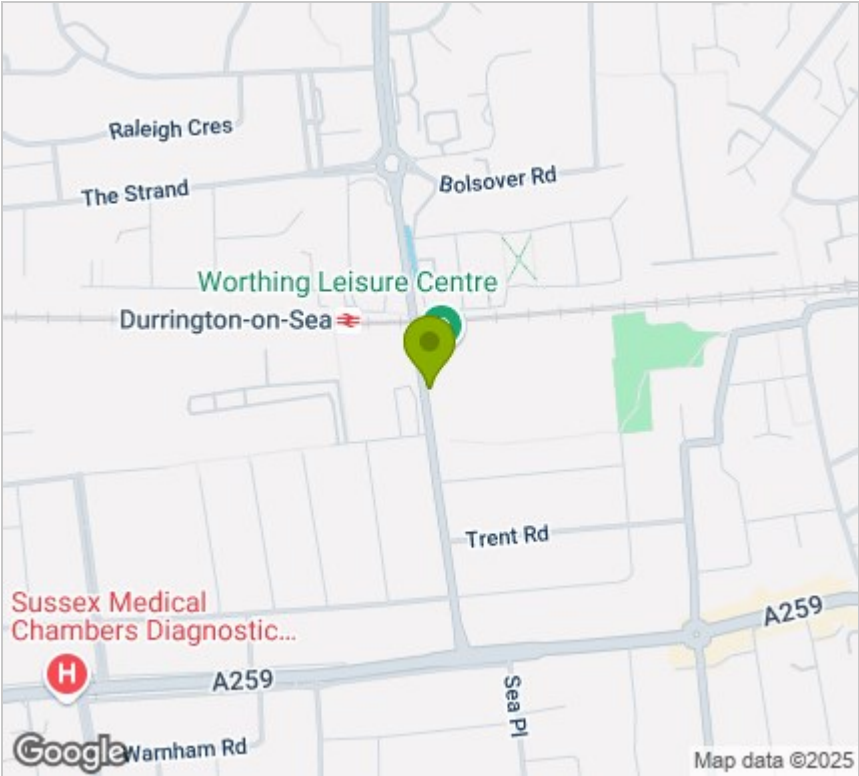 Raleigh Cres
The Strand
Bolsover Rd
Worthing Leisure Centre
Durrington-on-Sea
Trent Rd
Sussex Medical
Chambers Diagnostic...
H
A259
A259
Sea Pl
Warnham Rd
Google
Map data ©2025